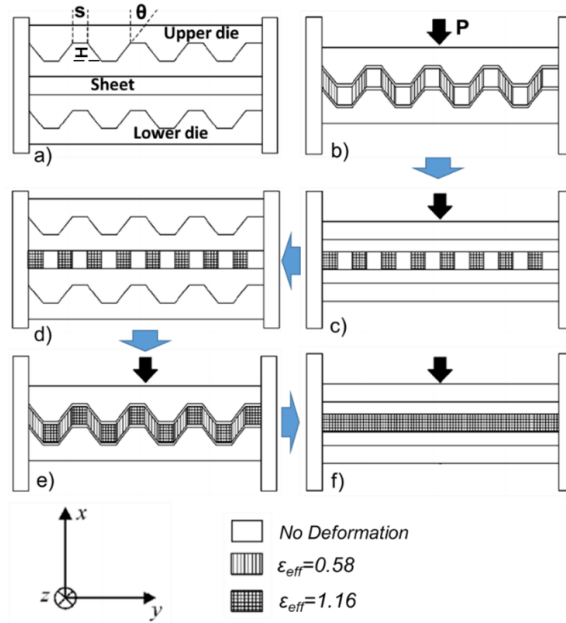 S θ
Upper die
H
Sheet
Lower die
a)
P
b)
d)
c)
e)
f)
x
z
y
No Deformation
εeff=0.58
εeff=1.16